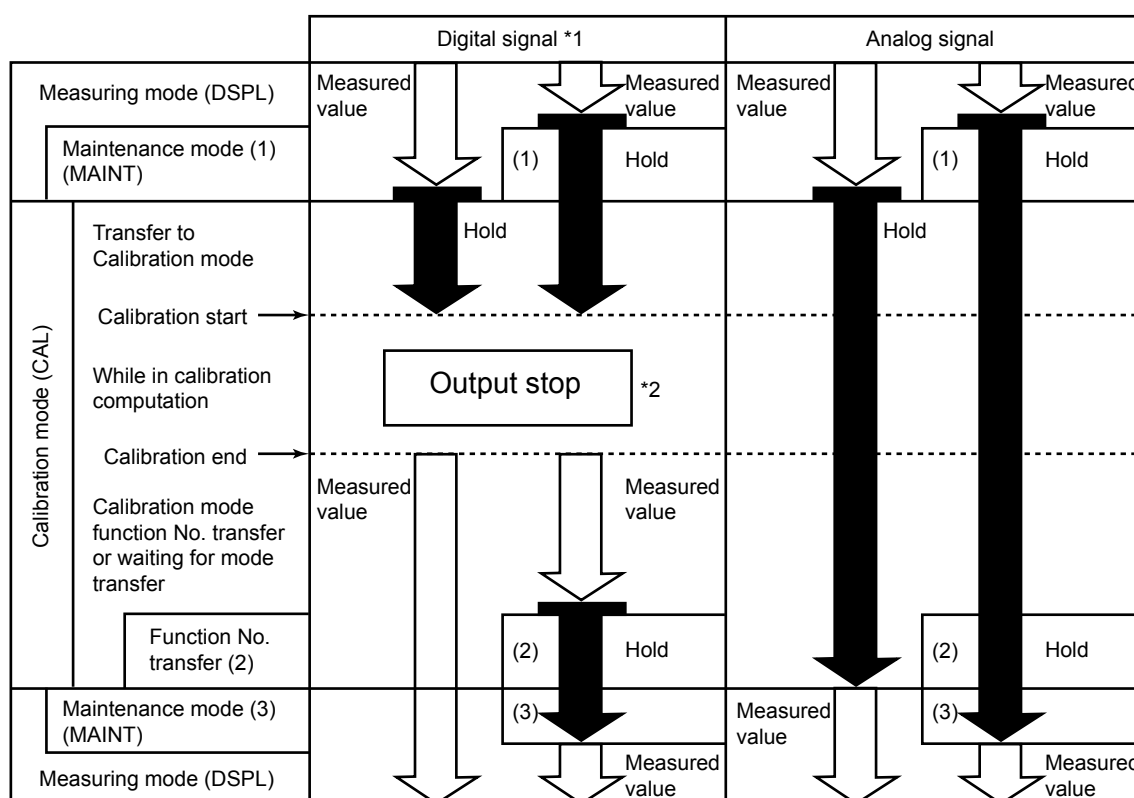 Digital signal *1
Analog signal
Measuring mode (DSPL)
Measured
value
Measured
value
Measured
value
Measured
value
Maintenance mode (1)
(MAINT)
(1)
Hold
(1)
Hold
Calibration mode (CAL)
Transfer to
Calibration mode
Hold
Hold
Calibration start
While in calibration
computation
Output stop
*2
Calibration end
Measured
value
Measured
value
Calibration mode
function No. transfer
or waiting for mode
transfer
Function No.
transfer (2)
(2)
Hold
(2)
Hold
Maintenance mode (3)
(MAINT)
(3)
Measured
value
(3)
Measuring mode (DSPL)
Measured
value
Measured
value